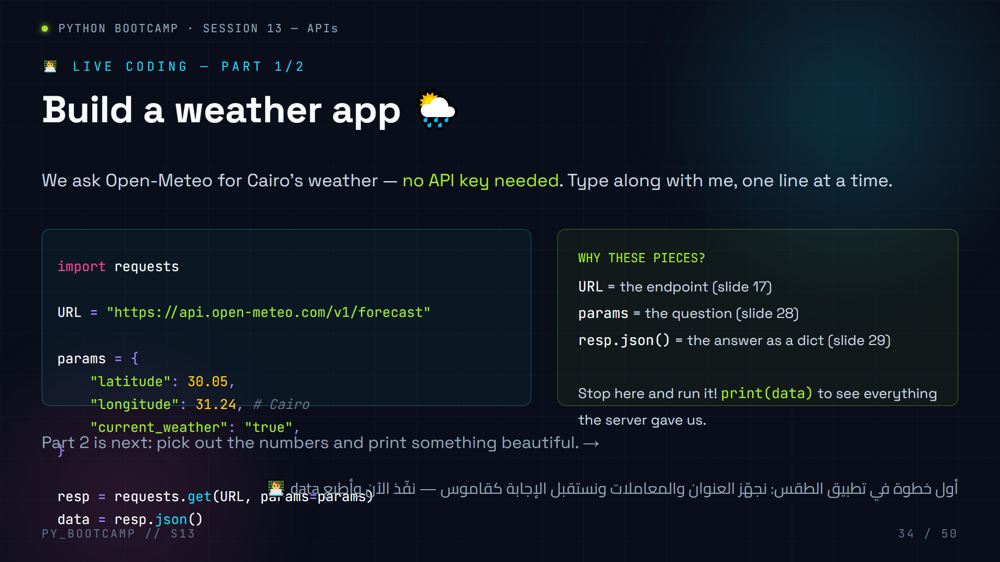 PYTHON BOOTCAMP · SESSION 13 — APIs
LIVE CODING — PART 1/2
Build a weather app
We ask Open-Meteo for Cairo’s weather — no API key needed. Type along with me, one line at a time.
import requests
URL = "https://api.open-meteo.com/v1/forecast"
params = {
"latitude": 30.05,
"longitude": 31.24, # Cairo
"current_weather": "true",
}
resp = requests.get(URL, params=params)
data = resp.json()
WHY THESE PIECES?
URL = the endpoint (slide 17)
params = the question (slide 28)
resp.json() = the answer as a dict (slide 29)
Stop here and run it! print(data) to see everything
the server gave us.
Part 2 is next: pick out the numbers and print something beautiful. →
أول خطوة في تطبيق الطقس: نجهّز العنوان والمعاملات ونستقبل الإجابة كقاموس — نفّذ الآن وأطبع data
PY_BOOTCAMP // S13
34 / 50